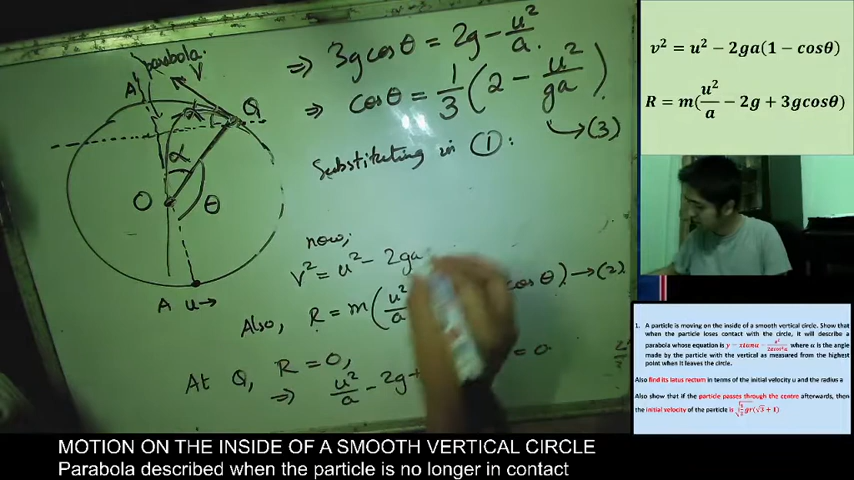 parabola.
V
A'
Q
α
α
O
θ
A u→
⇒ 3g cosθ = 2g - u²/a.
⇒ cosθ = 1/3 (2 - u²/ga).
↳(3)
Substituting in ①:
now,
V² = u² - 2ga
Also, R = m(u²/a cosθ) →(2)
At Q, R = 0,
⇒ u²/a - 2g + = 0
v² = u² − 2ga(1 − cosθ)
R = m(u²/a − 2g + 3gcosθ)
1. A particle is moving on the inside of a smooth vertical circle. Show that
when the particle loses contact with the circle, it will describe a
parabola whose equation is y = xtanα − where α is the angle
made by the particle with the vertical as measured from the highest
point when it leaves the circle.
Also find its latus rectum in terms of the initial velocity u and the radius a
Also show that if the particle passes through the centre afterwards, then
the initial velocity of the particle is (√3 + 1)
MOTION ON THE INSIDE OF A SMOOTH VERTICAL CIRCLE
Parabola described when the particle is no longer in contact